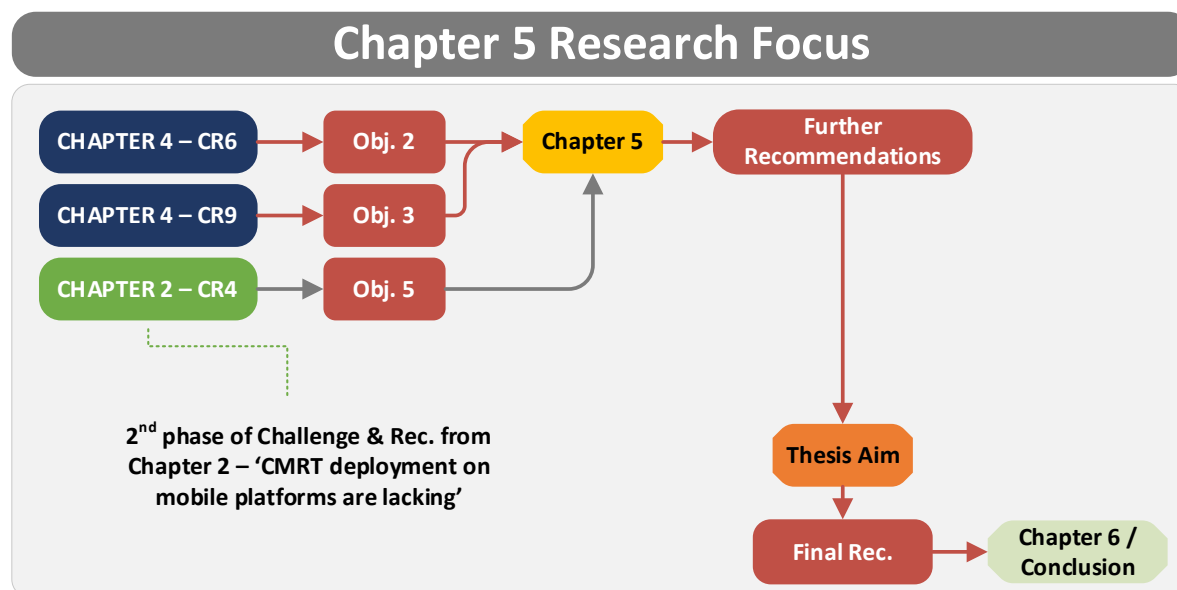 Chapter 5 Research Focus
CHAPTER 4 – CR6
Obj. 2
Chapter 5
Further
Recommendations
CHAPTER 4 – CR9
Obj. 3
CHAPTER 2 – CR4
Obj. 5
2nd phase of Challenge & Rec. from
Chapter 2 – ‘CMRT deployment on
mobile platforms are lacking’
Thesis Aim
Final Rec.
Chapter 6 /
Conclusion